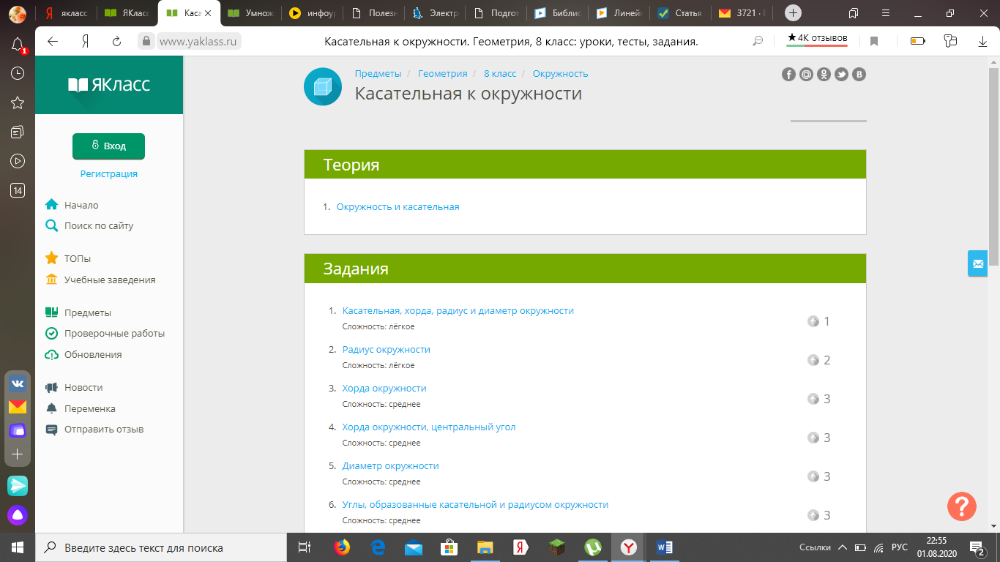 якласс
ЯКласс
Каса
Умнож
инфоур
Полезн
Электр
Подгот
Библис
Линей
Статья
3721 ·
www.yaklass.ru
Касательная к окружности. Геометрия, 8 класс: уроки, тесты, задания.
★4K отзывов
1
14
ЯКласс
Вход
Регистрация
Начало
Поиск по сайту
ТОПы
Учебные заведения
Предметы
Проверочные работы
Обновления
Новости
Переменка
Отправить отзыв
Предметы / Геометрия / 8 класс / Окружность
Касательная к окружности
Теория
1. Окружность и касательная
Задания
1. Касательная, хорда, радиус и диаметр окружности 1
Сложность: лёгкое
2. Радиус окружности 2
Сложность: лёгкое
3. Хорда окружности 3
Сложность: среднее
4. Хорда окружности, центральный угол 3
Сложность: среднее
5. Диаметр окружности 3
Сложность: среднее
6. Углы, образованные касательной и радиусом окружности 3
Сложность: среднее
Введите здесь текст для поиска
Ссылки
РУС
22:55
01.08.2020
2